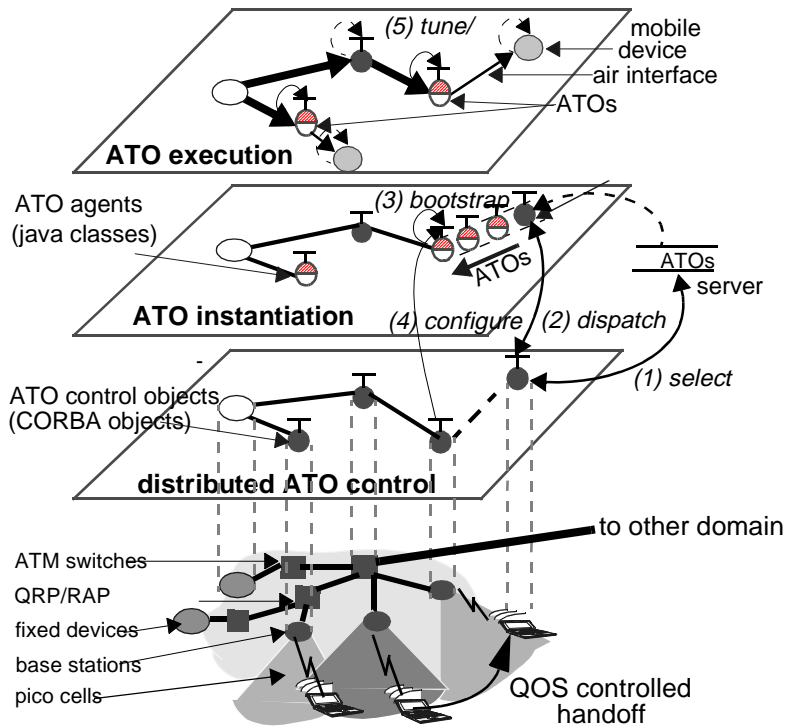 (5) tune/
mobile
device
air interface
ATOs
ATO execution
ATO agents
(java classes)
(3) bootstrap
ATOs
ATOs
server
ATO instantiation
(4) configure
(2) dispatch
(1) select
-
ATO control objects
(CORBA objects)
distributed ATO control
to other domain
ATM switches
QRP/RAP
fixed devices
base stations
pico cells
QOS controlled
handoff